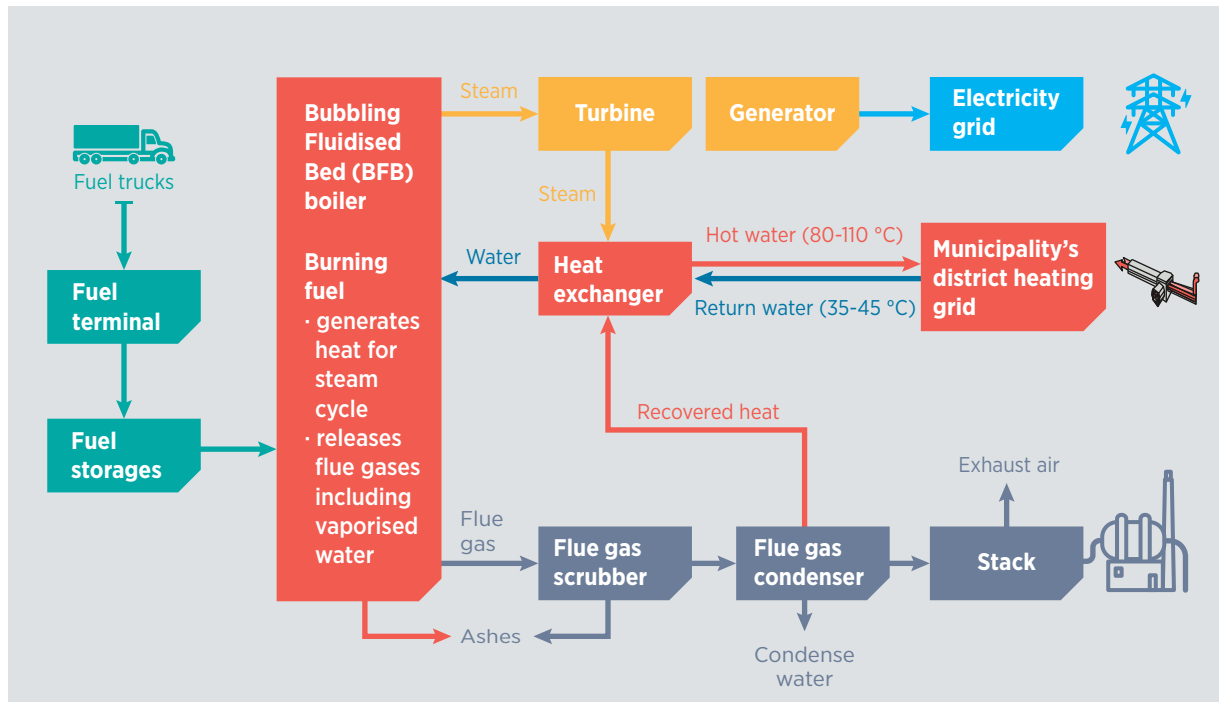 Fuel trucks
Fuel
terminal
Fuel
storages
Bubbling
Fluidised
Bed (BFB)
boiler
Burning
fuel
· generates
heat for
steam
cycle
· releases
flue gases
including
vaporised
water
Steam
Turbine
Generator
Electricity
grid
Steam
Water
Heat
exchanger
Hot water (80-110 °C)
Return water (35-45 °C)
Municipality's
district heating
grid
Recovered heat
Flue
gas
Flue gas
scrubber
Flue gas
condenser
Exhaust air
Stack
Ashes
Condense
water